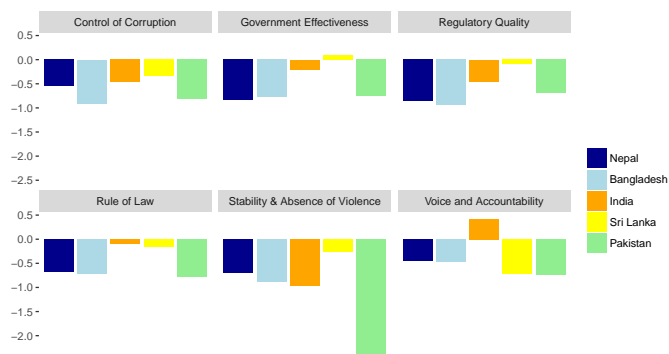 Control of Corruption
Government Effectiveness
Regulatory Quality
0.5
0.0
−0.5
−1.0
−1.5
−2.0
−2.5
Rule of Law
Stability & Absence of Violence
Voice and Accountability
0.5
0.0
−0.5
−1.0
−1.5
−2.0
Nepal
Bangladesh
India
Sri Lanka
Pakistan